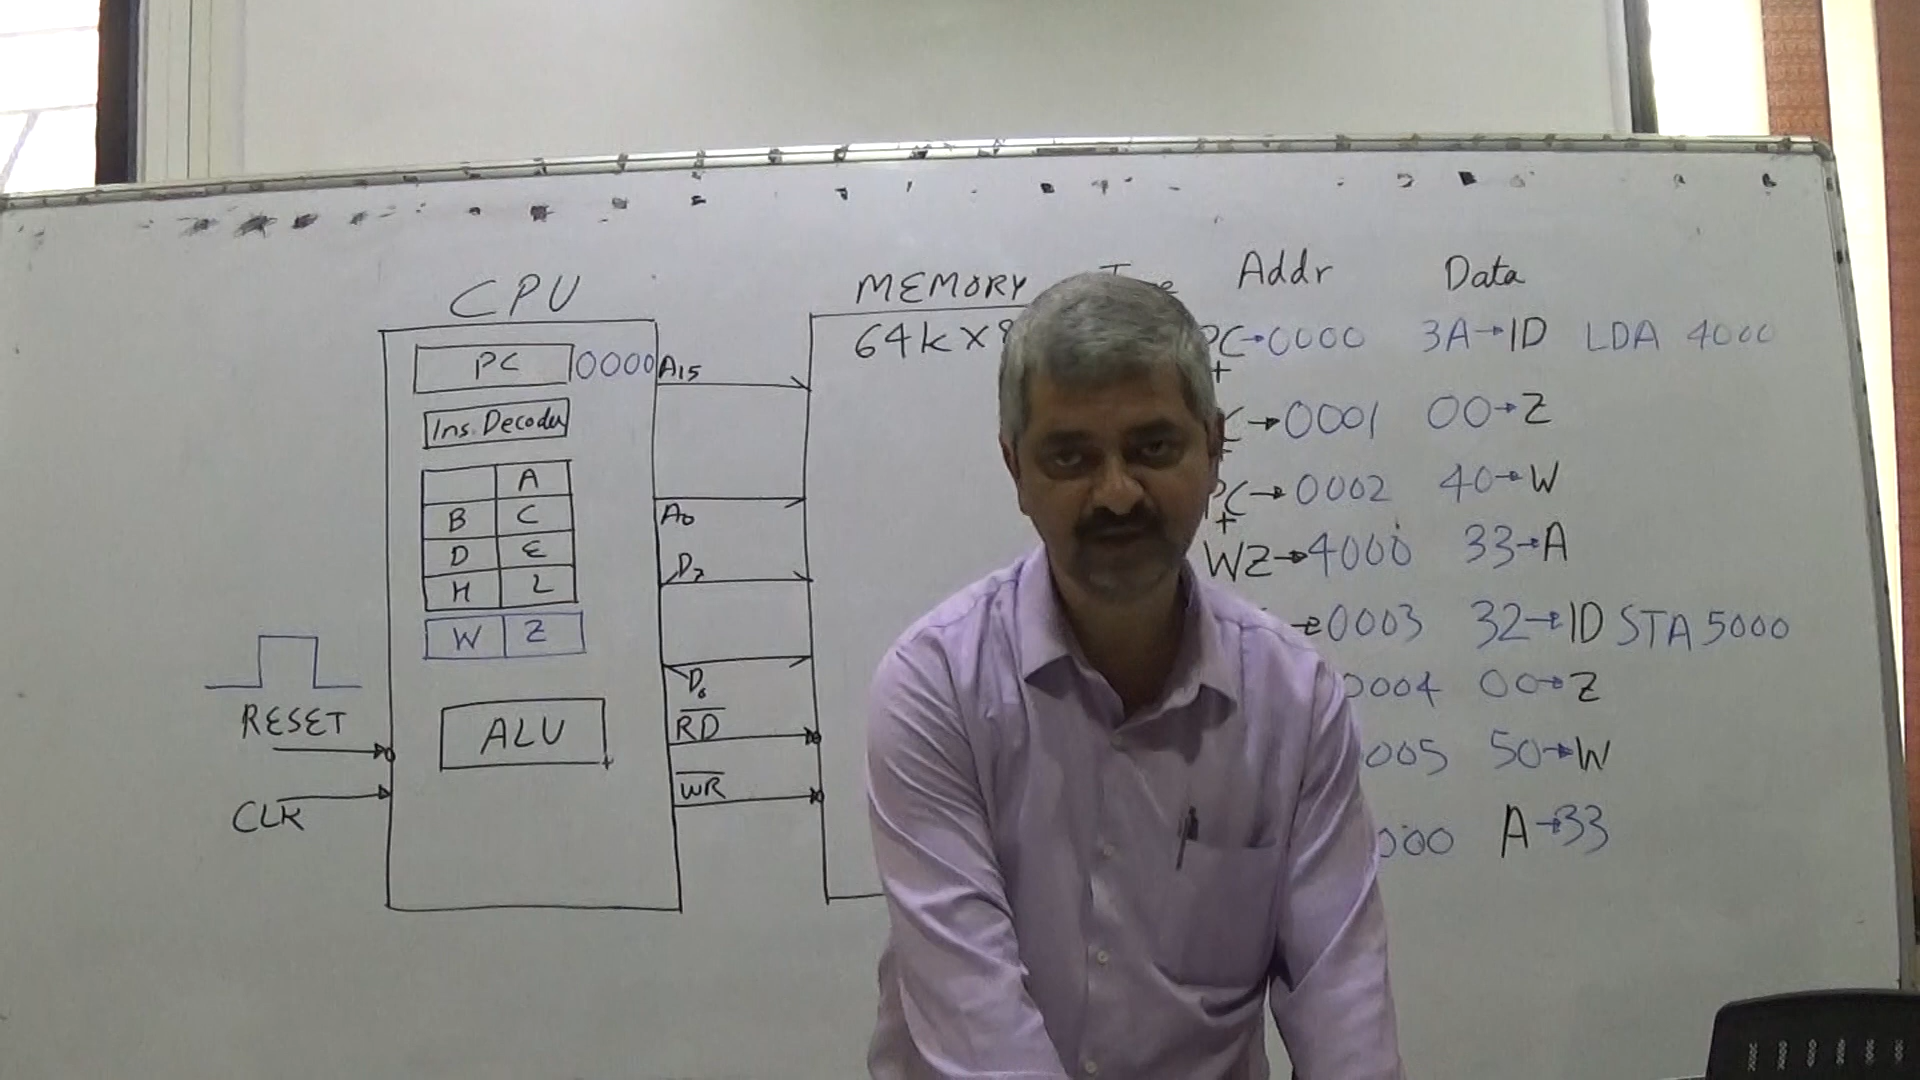 CPU
PC 0000
Ins. Decoder
A
B C
D E
H L
W Z
ALU
RESET
CLK
A15
A0
D7
D0
RD
WR
MEMORY
64K X
Addr Data
PC→0000 3A→ID LDA 4000
+
→0001 00→Z
PC→0002 40→W
+
WZ→4000 33→A
→0003 32→ID STA 5000
0004 00→Z
005 50→W
000 A→33